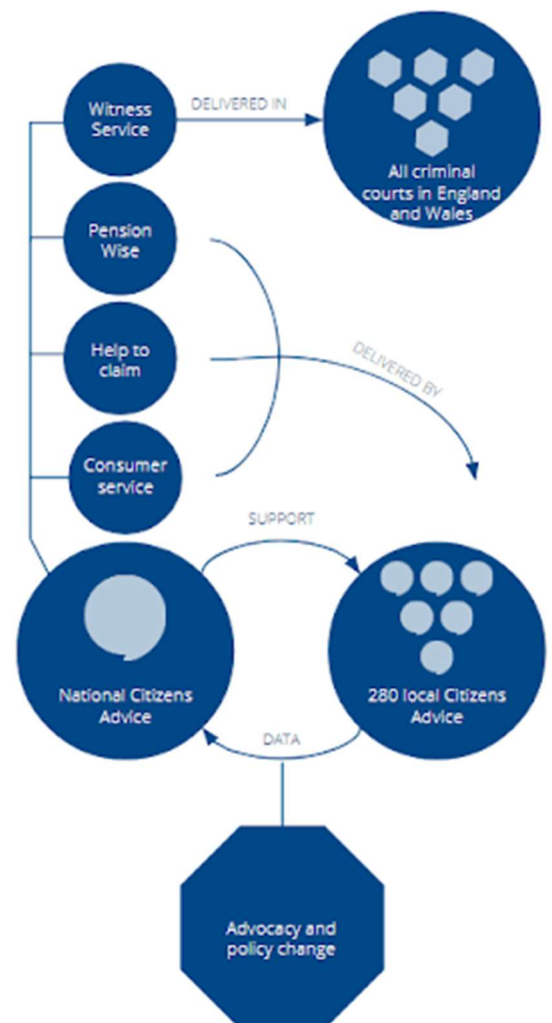 Witness
Service
DELIVERED IN
All criminal
courts in England
and Wales
Pension
Wise
Help to
claim
DELIVERED BY
Consumer
service
SUPPORT
National Citizens
Advice
280 local Citizens
Advice
DATA
Advocacy and
policy change